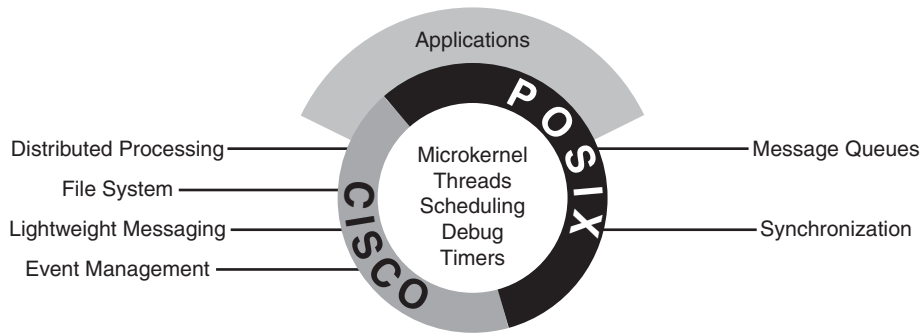 Applications
POSIX
CISCO
Distributed Processing
File System
Lightweight Messaging
Event Management
Microkernel
Threads
Scheduling
Debug
Timers
Message Queues
Synchronization